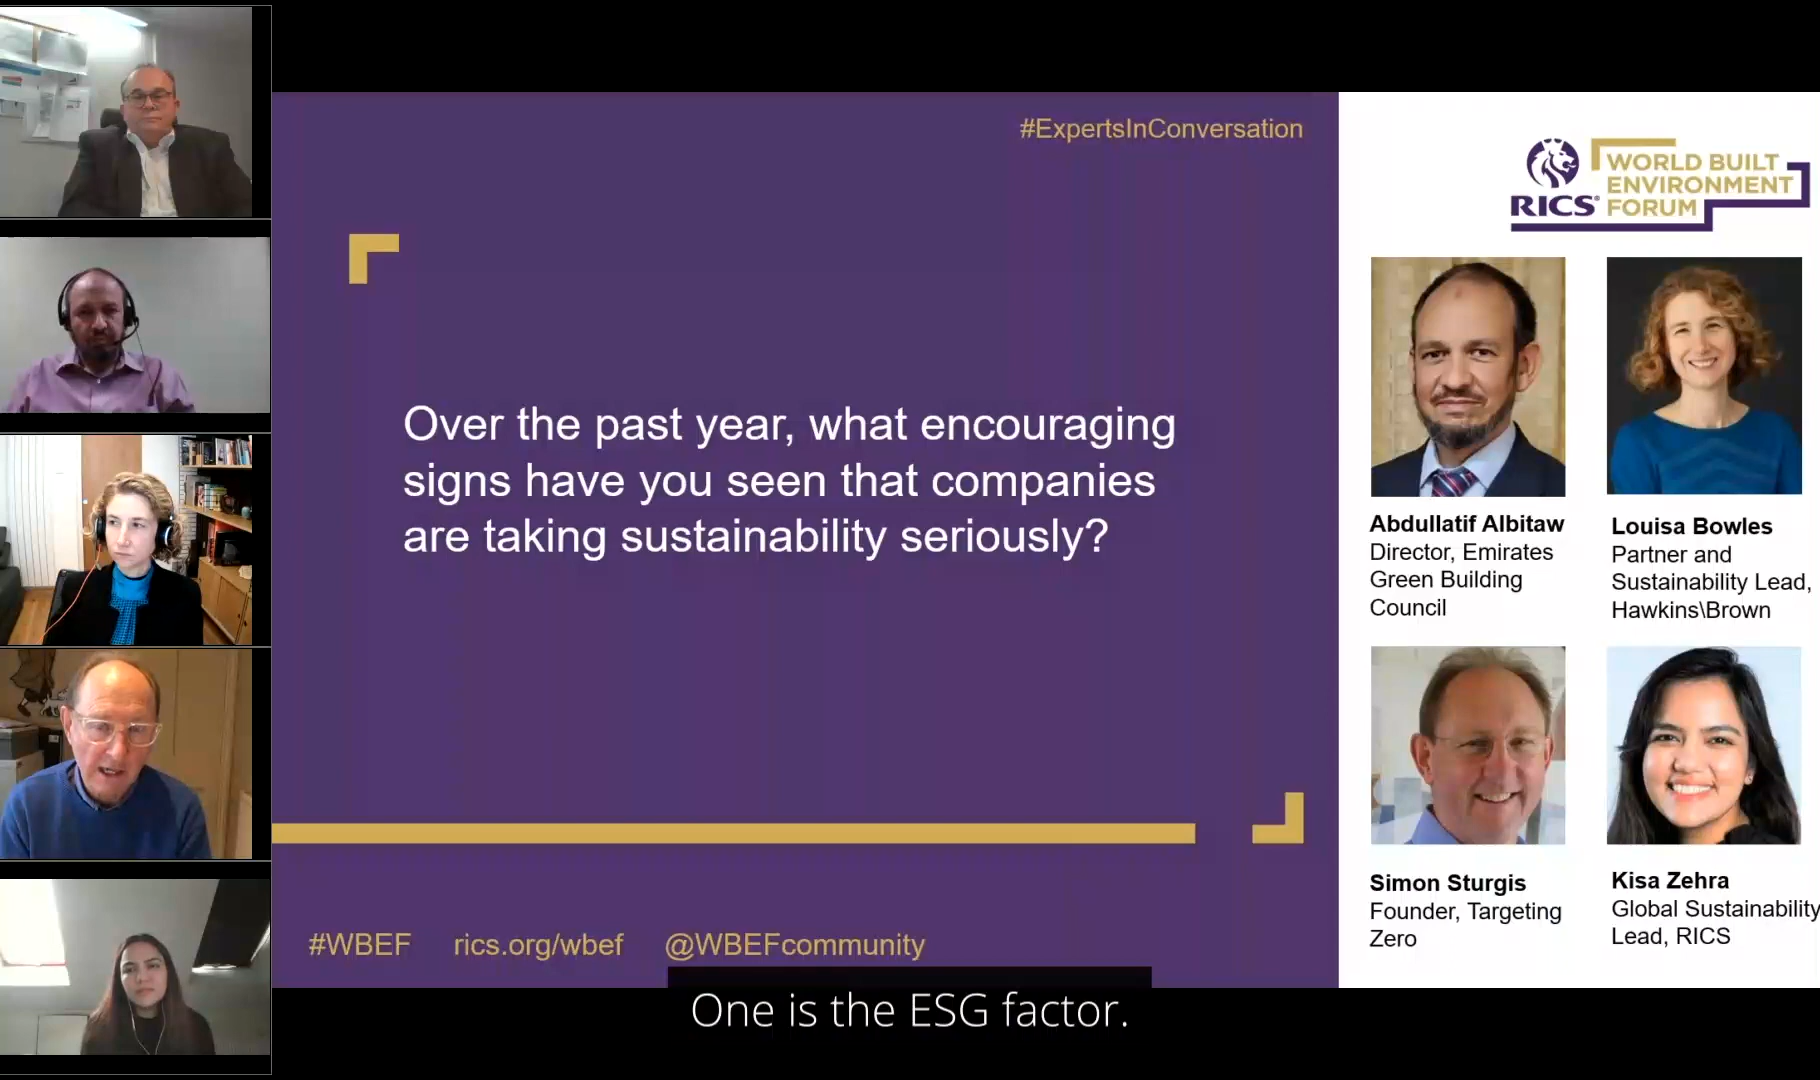 #ExpertsInConversation
Over the past year, what encouraging
signs have you seen that companies
are taking sustainability seriously?
#WBEF rics.org/wbef @WBEFcommunity
RICS®
WORLD BUILT
ENVIRONMENT
FORUM
Abdullatif Albitaw
Director, Emirates
Green Building
Council
Louisa Bowles
Partner and
Sustainability Lead,
Hawkins\Brown
Simon Sturgis
Founder, Targeting
Zero
Kisa Zehra
Global Sustainability
Lead, RICS
One is the ESG factor.